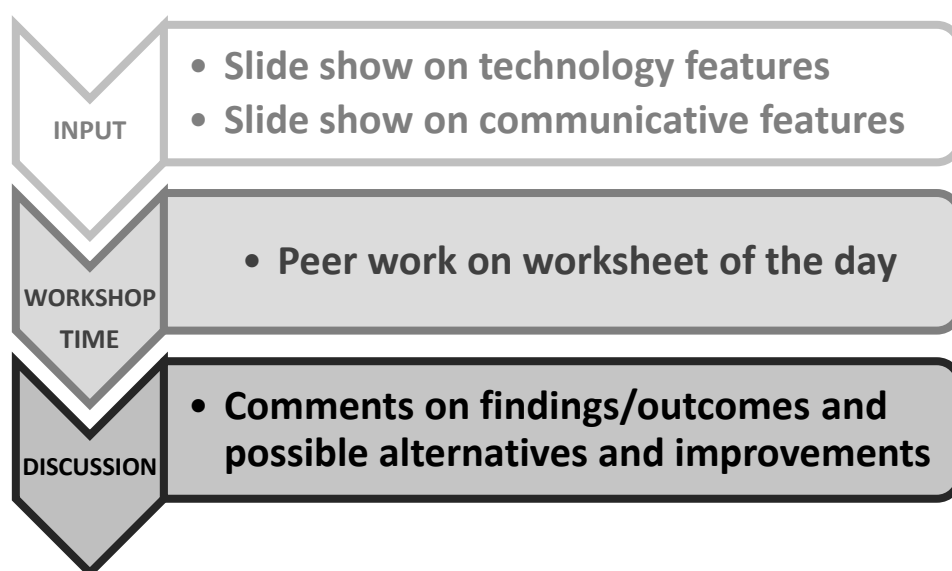 INPUT
• Slide show on technology features
• Slide show on communicative features
WORKSHOP
TIME
• Peer work on worksheet of the day
DISCUSSION
• Comments on findings/outcomes and
possible alternatives and improvements